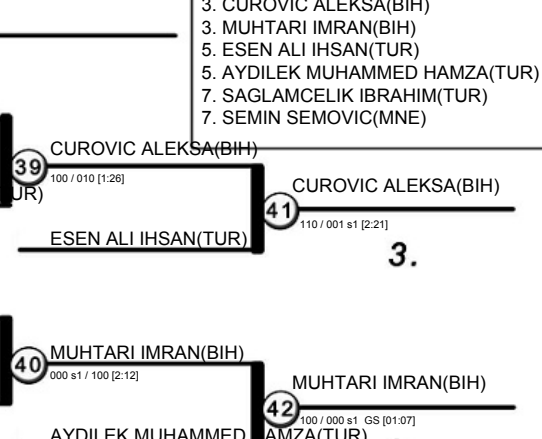 3. CUROVIC ALEKSA(BIH)
3. MUHTARI IMRAN(BIH)
5. ESEN ALI IHSAN(TUR)
5. AYDILEK MUHAMMED HAMZA(TUR)
7. SAGLAMCELIK IBRAHIM(TUR)
7. SEMIN SEMOVIC(MNE)
CUROVIC ALEKSA(BIH)
39
100 / 010 [1:26]
UR)
CUROVIC ALEKSA(BIH)
41
110 / 001 s1 [2:21]
ESEN ALI IHSAN(TUR)
3.
MUHTARI IMRAN(BIH)
40
000 s1 / 100 [2:12]
MUHTARI IMRAN(BIH)
42
100 / 000 s1 GS [01:07]
AYDILEK MUHAMMED HAMZA(TUR)